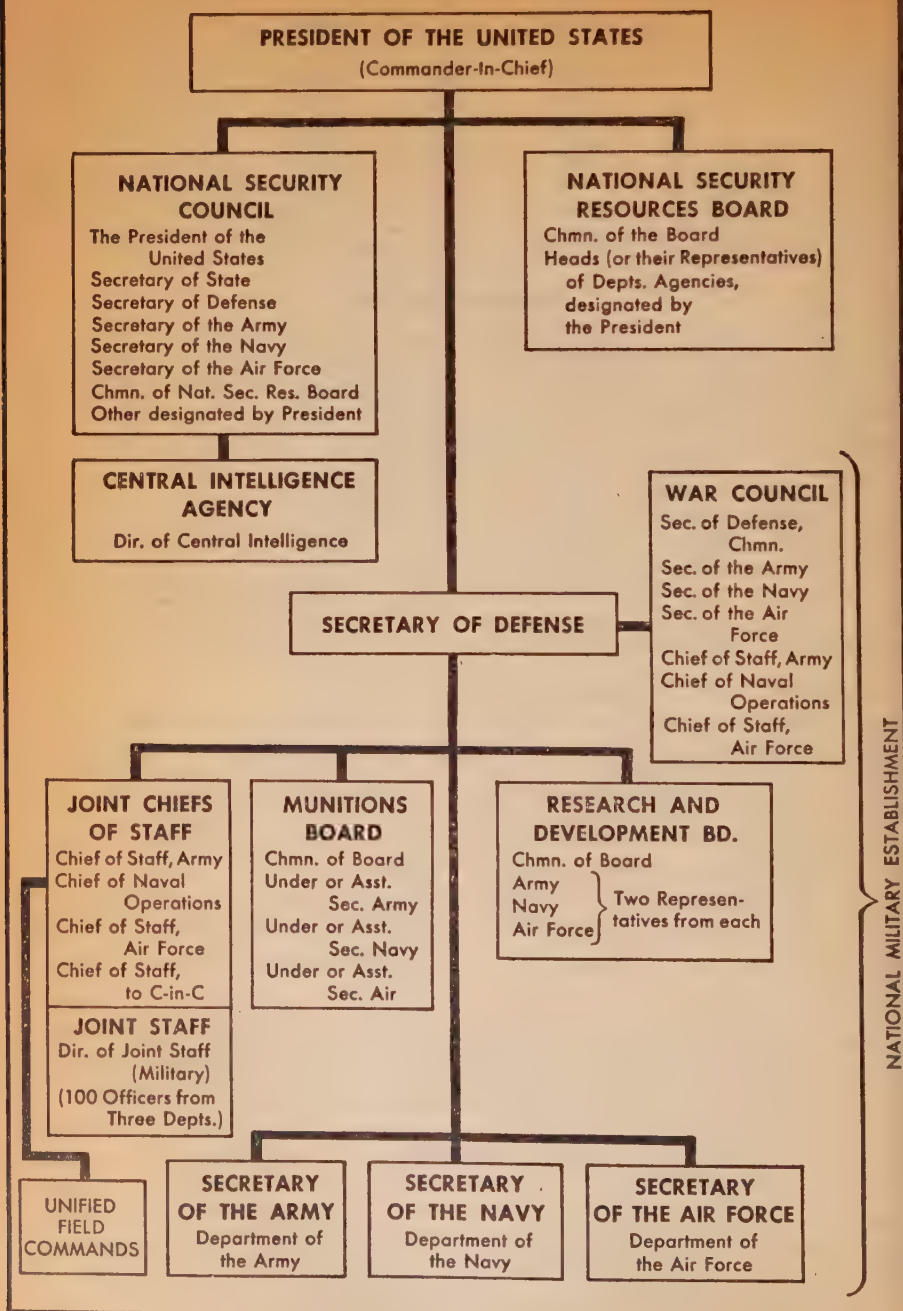 PRESIDENT OF THE UNITED STATES
(Commander-In-Chief)
NATIONAL SECURITY
COUNCIL
The President of the
United States
Secretary of State
Secretary of Defense
Secretary of the Army
Secretary of the Navy
Secretary of the Air Force
Chmn. of Nat. Sec. Res. Board
Other designated by President
NATIONAL SECURITY
RESOURCES BOARD
Chmn. of the Board
Heads (or their Representatives)
of Depts. Agencies,
designated by
the President
CENTRAL INTELLIGENCE
AGENCY
Dir. of Central Intelligence
WAR COUNCIL
Sec. of Defense,
Chmn.
Sec. of the Army
Sec. of the Navy
Sec. of the Air
Force
Chief of Staff, Army
Chief of Naval
Operations
Chief of Staff,
Air Force
SECRETARY OF DEFENSE
JOINT CHIEFS
OF STAFF
Chief of Staff, Army
Chief of Naval
Operations
Chief of Staff,
Air Force
Chief of Staff,
to C-in-C
JOINT STAFF
Dir. of Joint Staff
(Military)
(100 Officers from
Three Depts.)
MUNITIONS
BOARD
Chmn. of Board
Under or Asst.
Sec. Army
Under or Asst.
Sec. Navy
Under or Asst.
Sec. Air
RESEARCH AND
DEVELOPMENT BD.
Chmn. of Board
Army
Navy
Air Force
Two Represen-
tatives from each
NATIONAL MILITARY ESTABLISHMENT
UNIFIED
FIELD
COMMANDS
SECRETARY
OF THE ARMY
Department of
the Army
SECRETARY
OF THE NAVY
Department of
the Navy
SECRETARY
OF THE AIR FORCE
Department of
the Air Force